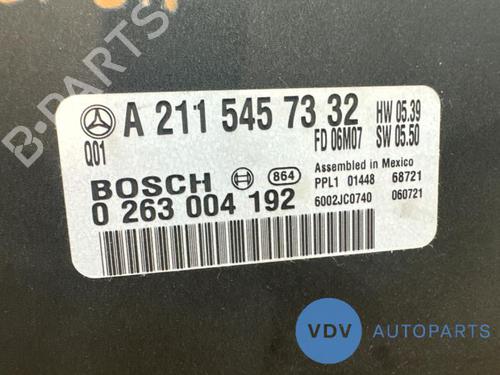 A 211 545 73 32
HW 05.39
Q01
FD 06M07
SW 05.50
BOSCH
864
Assembled in Mexico
PPL1 01448 68721
0 263 004 192
6002JC0740 060721
B-PARTS
VDV AUTOPARTS